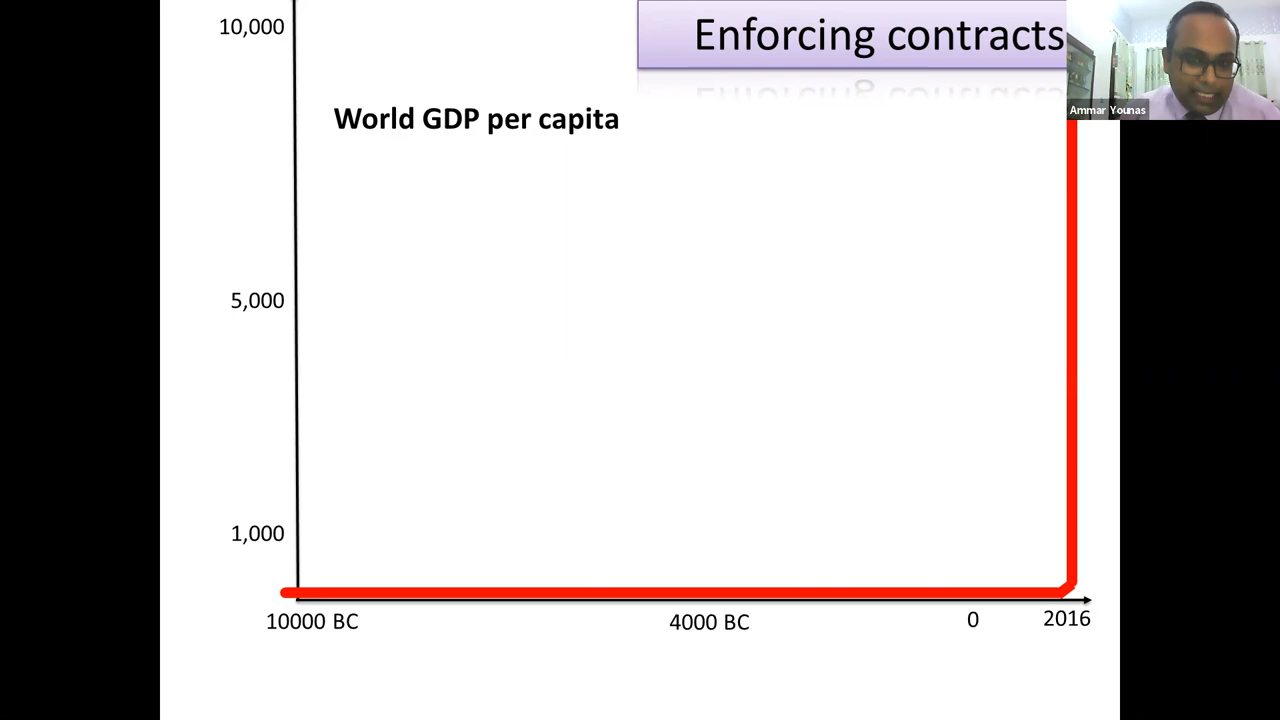 10,000
Enforcing contracts
Ammar Younas
World GDP per capita
5,000
1,000
10000 BC
4000 BC
0
2016